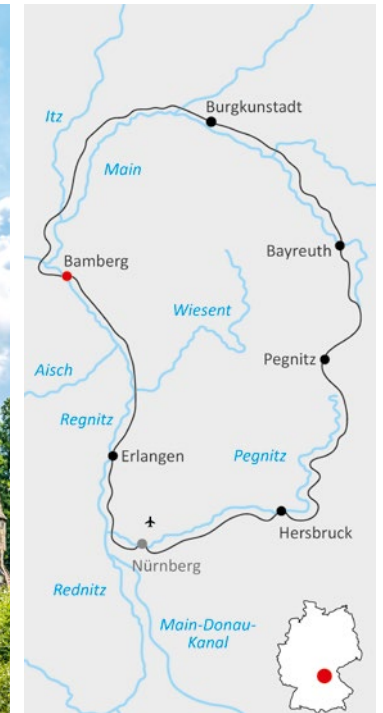 Burgkunstadt
Itz
Main
Bayreuth
Bamberg
Wiesent
Pegnitz
Aisch
Regnitz
Erlangen
Pegnitz
Hersbruck
Nürnberg
Rednitz
Main-Donau-
Kanal